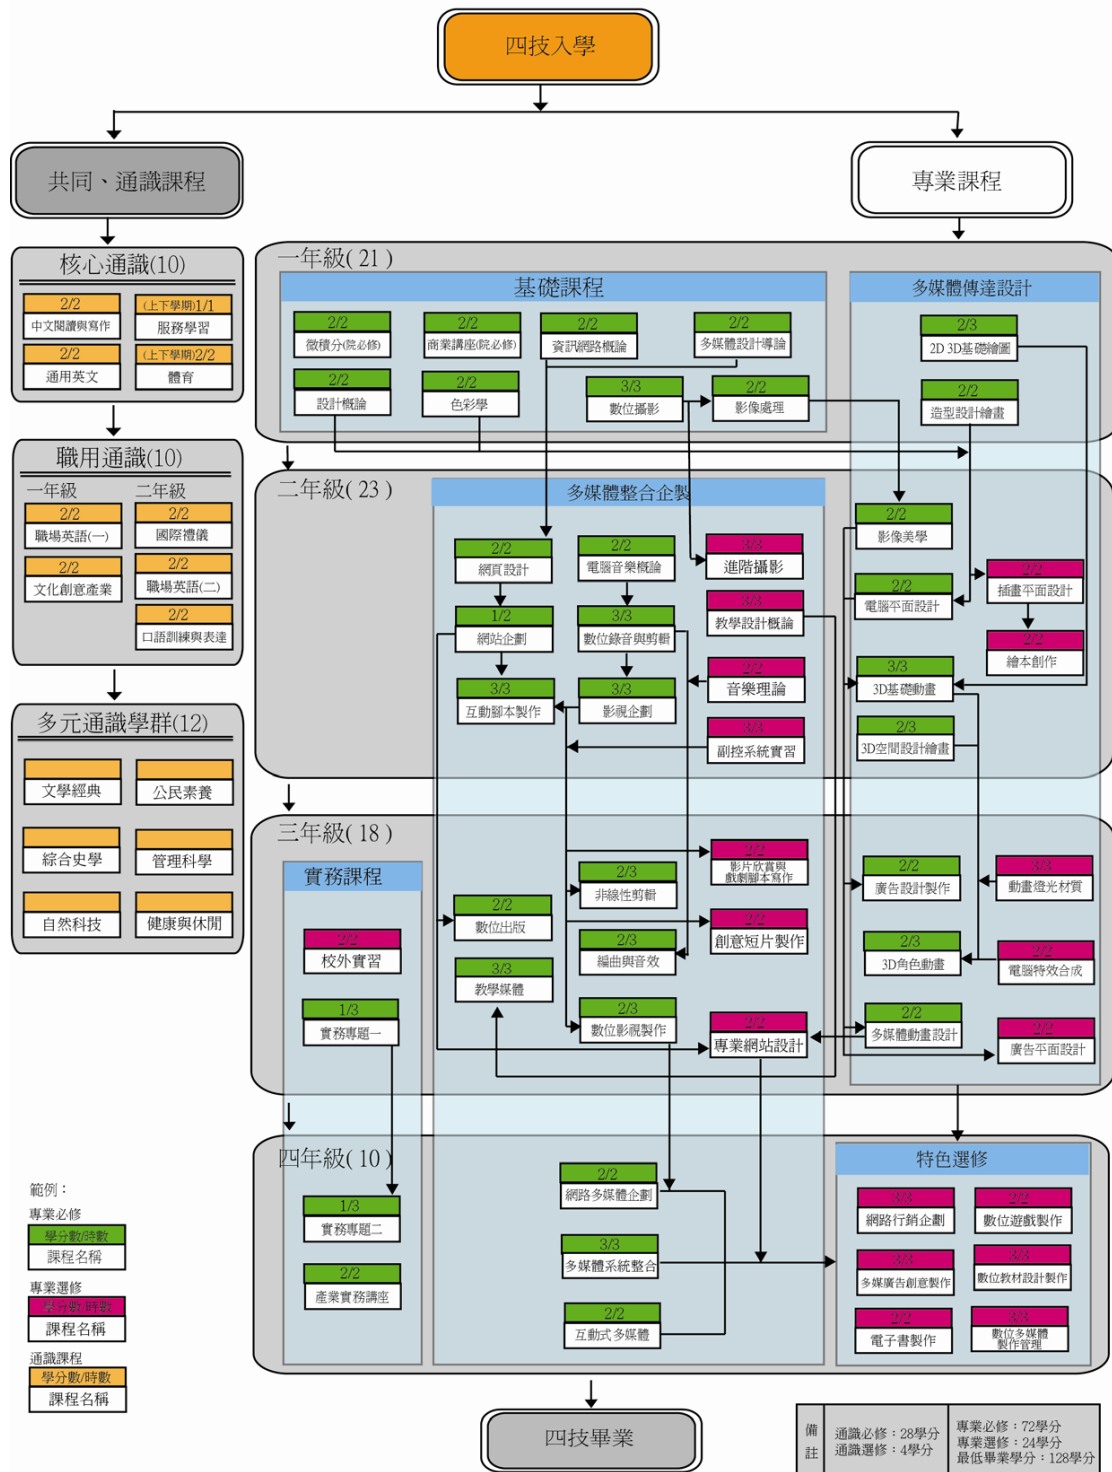 四技入學
共同、通識課程
專業課程
核心通識(10)
2/2
中文閱讀與寫作
(上下學期)1/1
服務學習
2/2
通用英文
(上下學期)2/2
體育
職用通識(10)
一年級
二年級
2/2
職場英語(一)
2/2
國際禮儀
2/2
文化創意產業
2/2
職場英語(二)
2/2
口語訓練與表達
多元通識學群(12)
文學經典
公民素養
綜合史學
管理科學
自然科技
健康與休閒
一年級(21)
基礎課程
2/2
微積分(院必修)
2/2
商業講座(院必修)
2/2
資訊網路概論
2/2
多媒體設計導論
2/2
設計概論
2/2
色彩學
3/3
數位攝影
2/2
影像處理
多媒體傳達設計
2/3
2D 3D基礎繪圖
2/2
造型設計繪畫
二年級(23)
多媒體整合企製
2/2
網頁設計
2/2
電腦音樂概論
3/3
進階攝影
1/2
網站企劃
3/3
數位錄音與剪輯
3/3
教學設計概論
3/3
互動腳本製作
3/3
影視企劃
2/2
音樂理論
3/3
副控系統實習
2/2
影像美學
2/2
電腦平面設計
2/2
插畫平面設計
2/2
繪本創作
3/3
3D基礎動畫
2/3
3D空間設計繪畫
三年級(18)
實務課程
2/2
校外實習
1/3
實務專題一
2/2
數位出版
3/3
教學媒體
2/3
非線性剪輯
2/3
編曲與音效
2/3
數位影視製作
2/2
影片欣賞與
戲劇腳本寫作
2/2
創意短片製作
2/2
專業網站設計
2/2
廣告設計製作
3/3
動畫燈光材質
2/3
3D角色動畫
2/2
電腦特效合成
2/2
多媒體動畫設計
2/2
廣告平面設計
四年級(10)
1/3
實務專題二
2/2
產業實務講座
2/2
網路多媒體企劃
3/3
多媒體系統整合
2/2
互動式多媒體
特色選修
3/3
網路行銷企劃
2/2
數位遊戲製作
3/3
多媒廣告創意製作
3/3
數位教材設計製作
2/2
電子書製作
3/3
數位多媒體
製作管理
範例：
專業必修
學分數/時數
課程名稱
專業選修
學分數/時數
課程名稱
通識課程
學分數/時數
課程名稱
四技畢業
備註
通識必修：28學分
通識選修：4學分
專業必修：72學分
專業選修：24學分
最低畢業學分：128學分